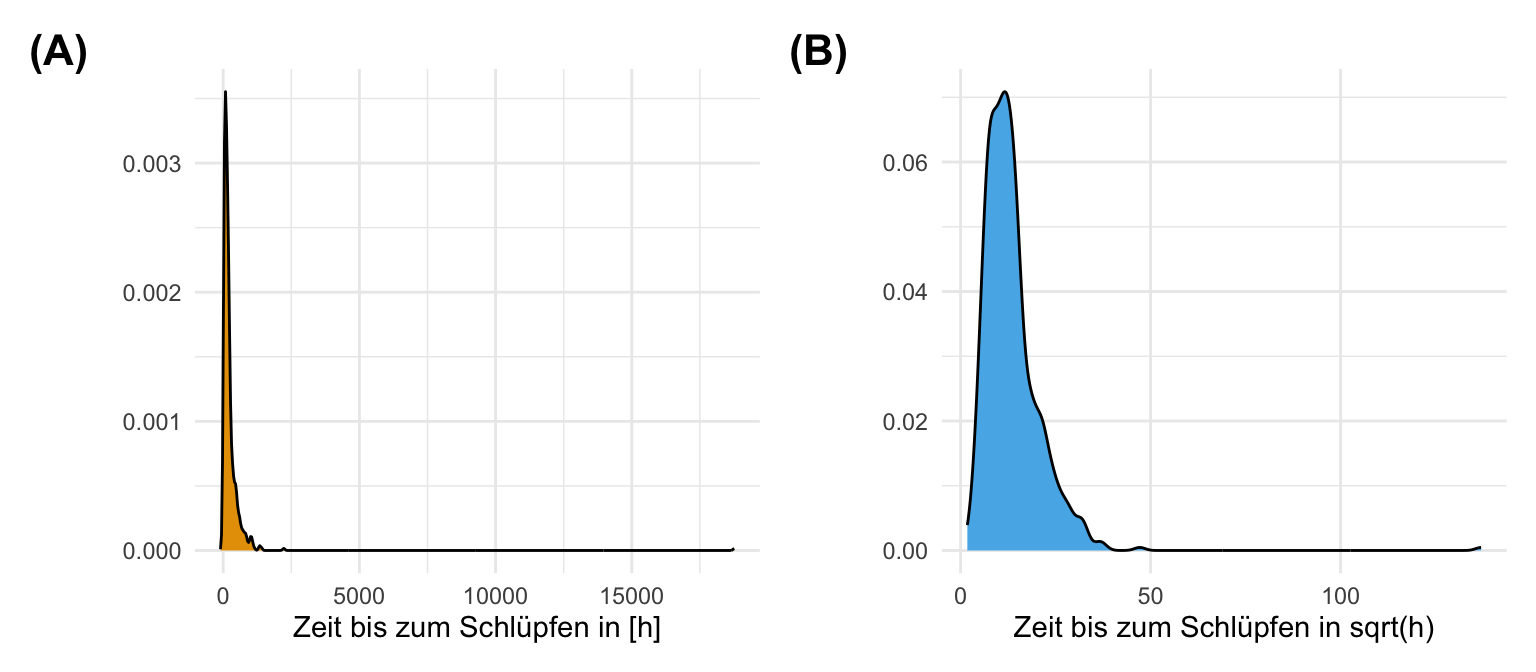 (A)
0.003
0.002
0.001
0.000
0 5000 10000 15000
Zeit bis zum Schlüpfen in [h]
(B)
0.06
0.04
0.02
0.00
0 50 100
Zeit bis zum Schlüpfen in sqrt(h)